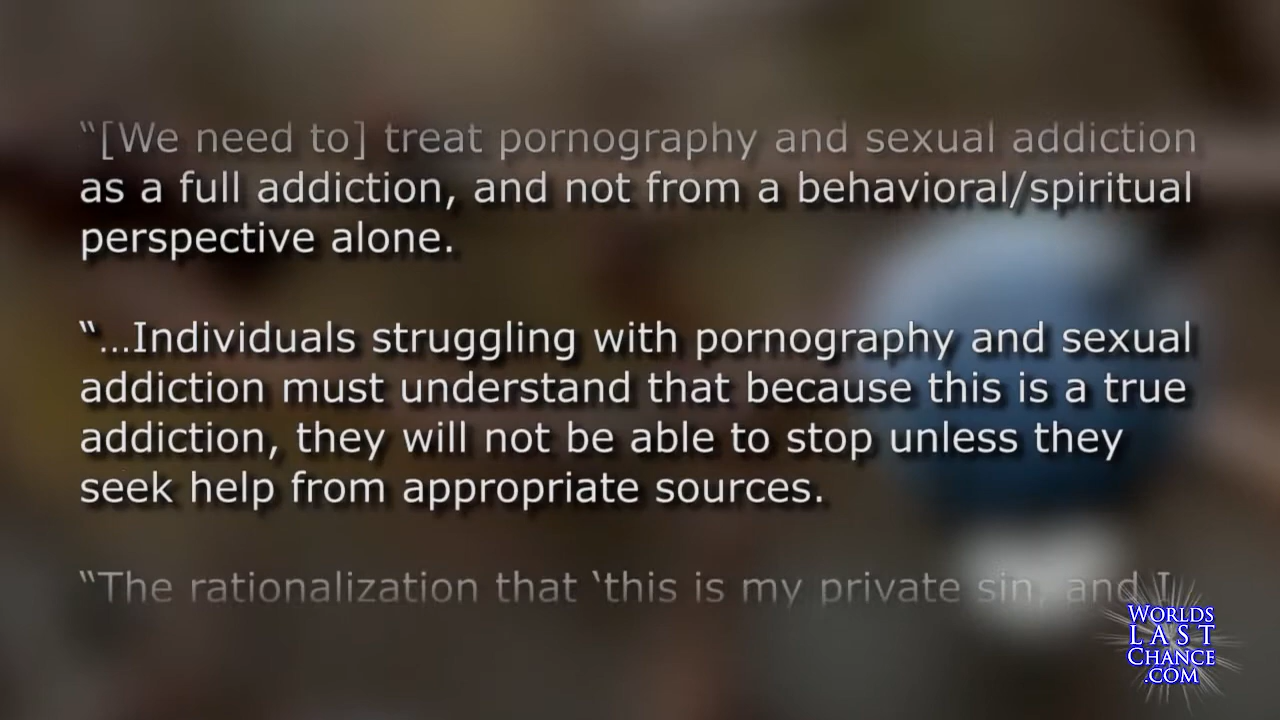 “[We need to] treat pornography and sexual addiction
as a full addiction, and not from a behavioral/spiritual
perspective alone.
“…Individuals struggling with pornography and sexual
addiction must understand that because this is a true
addiction, they will not be able to stop unless they
seek help from appropriate sources.
“The rationalization that ‘this is my private sin, and I
WORLDS
LAST
CHANCE
.COM